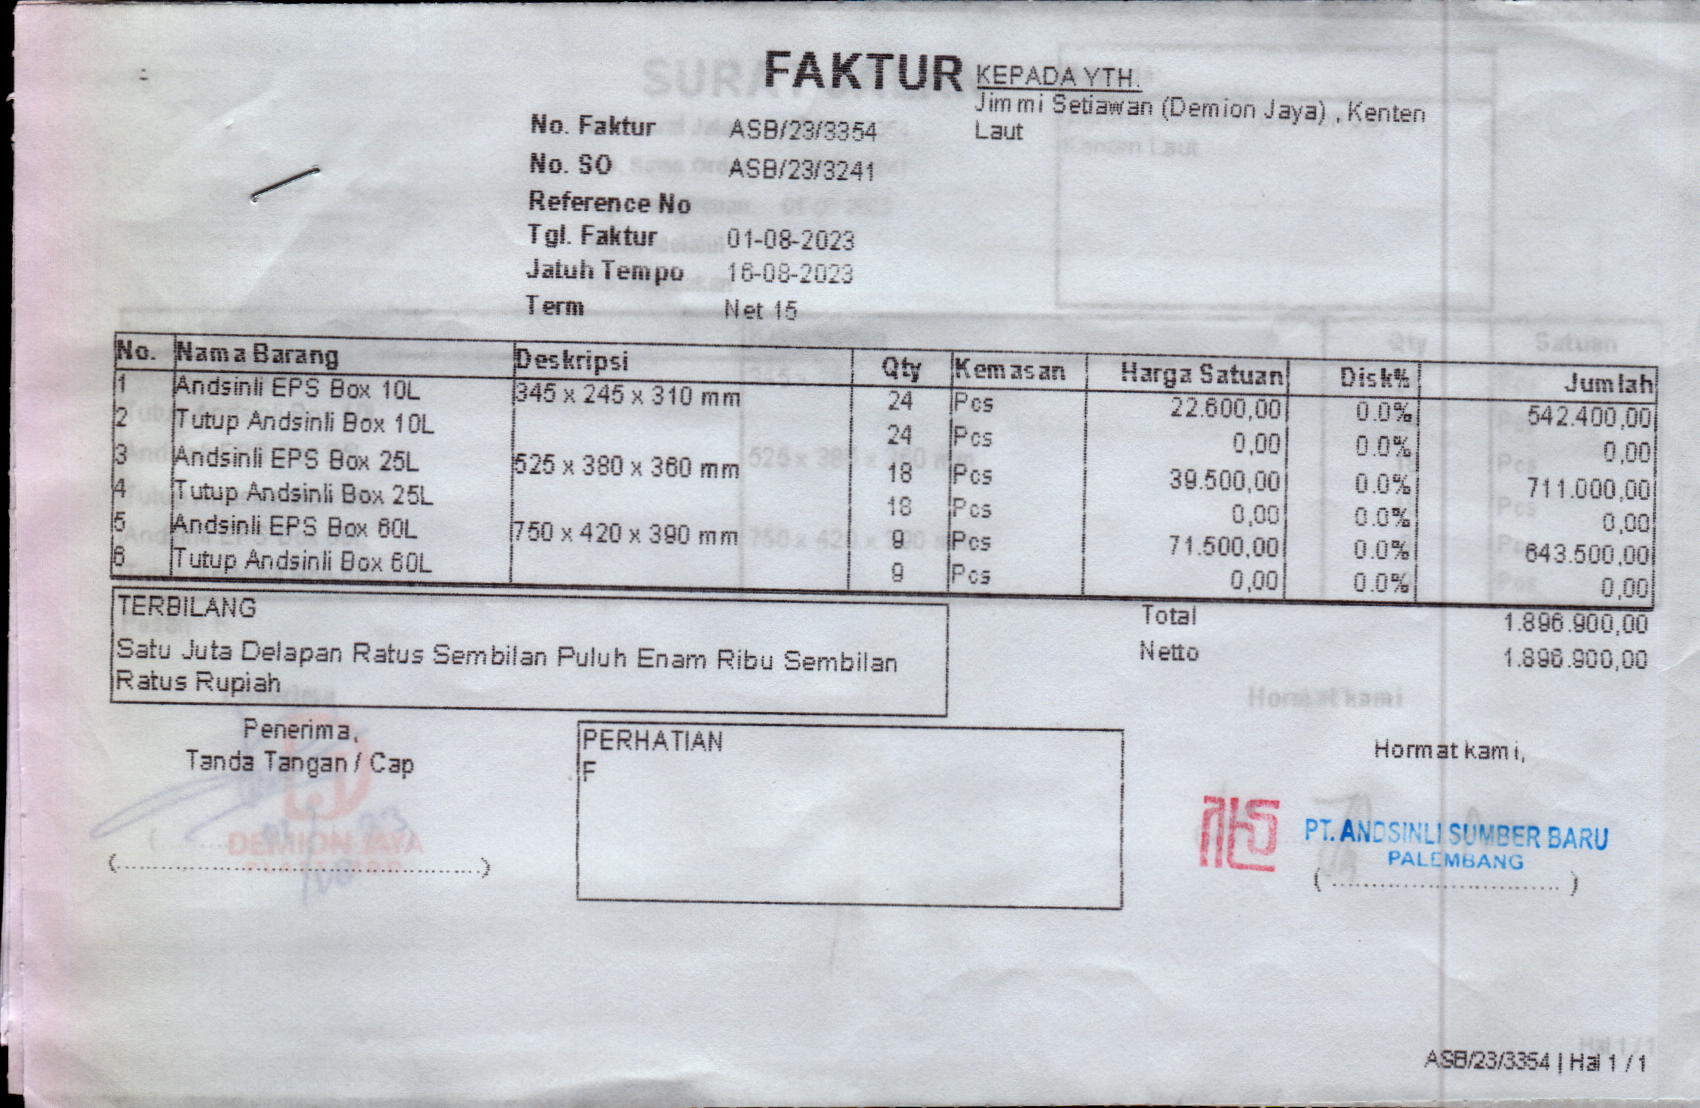 FAKTUR
KEPADA YTH.
Jimmi Setiawan (Demion Jaya) , Kenten
Laut
No. Faktur ASB/23/3354
No. SO ASB/23/3241
Reference No
Tgl. Faktur 01-08-2023
Jatuh Tempo 16-08-2023
Term Net 15
No. Nama Barang Deskripsi Qty Kemasan Harga Satuan Disk% Jumlah
1 Andsinli EPS Box 10L 345 x 245 x 310 mm 24 Pcs 22.600,00 0.0% 542.400,00
2 Tutup Andsinli Box 10L 24 Pcs 0,00 0.0% 0,00
3 Andsinli EPS Box 25L 525 x 380 x 360 mm 18 Pcs 39.500,00 0.0% 711.000,00
4 Tutup Andsinli Box 25L 18 Pcs 0,00 0.0% 0,00
5 Andsinli EPS Box 60L 750 x 420 x 390 mm 9 Pcs 71.500,00 0.0% 643.500,00
6 Tutup Andsinli Box 60L 9 Pcs 0,00 0.0% 0,00
TERBILANG
Satu Juta Delapan Ratus Sembilan Puluh Enam Ribu Sembilan
Ratus Rupiah
Total 1.896.900,00
Netto 1.896.900,00
Penerima,
Tanda Tangan / Cap
DEMION JAYA
(................................................)
PERHATIAN
F
Hormat kami,
PT. ANDSINLI SUMBER BARU
PALEMBANG
(..............................)
ASB/23/3354 | Hal 1 / 1